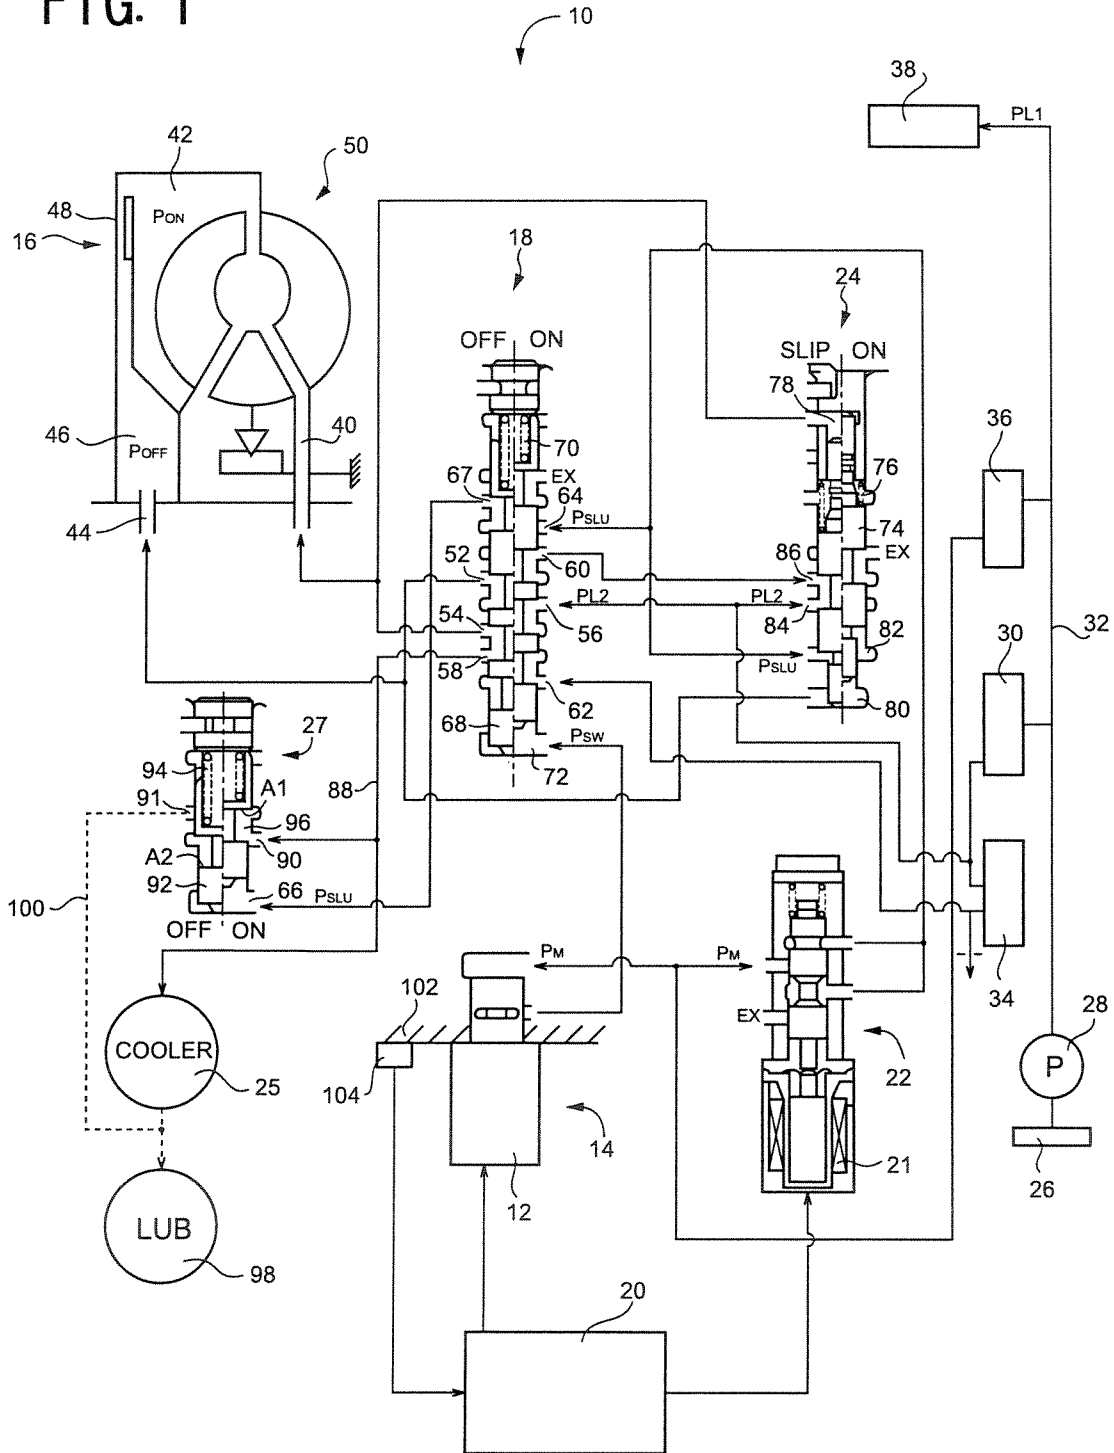 FIG. 1
10
38
PL1
42
50
48
PON
16
18
24
OFF ON
SLIP ON
78
46
POFF
40
70
36
67
EX
76
64
44
PSLU
74
52
60
EX
86
PL2
PL2
54
56
84
82
32
58
PSLU
30
62
80
68
27
PSW
94
72
88
91
A1
96
A2
90
92
66
100
PSLU
OFF ON
PM
PM
34
102
EX
28
COOLER
22
P
104
25
14
21
12
26
LUB
98
20